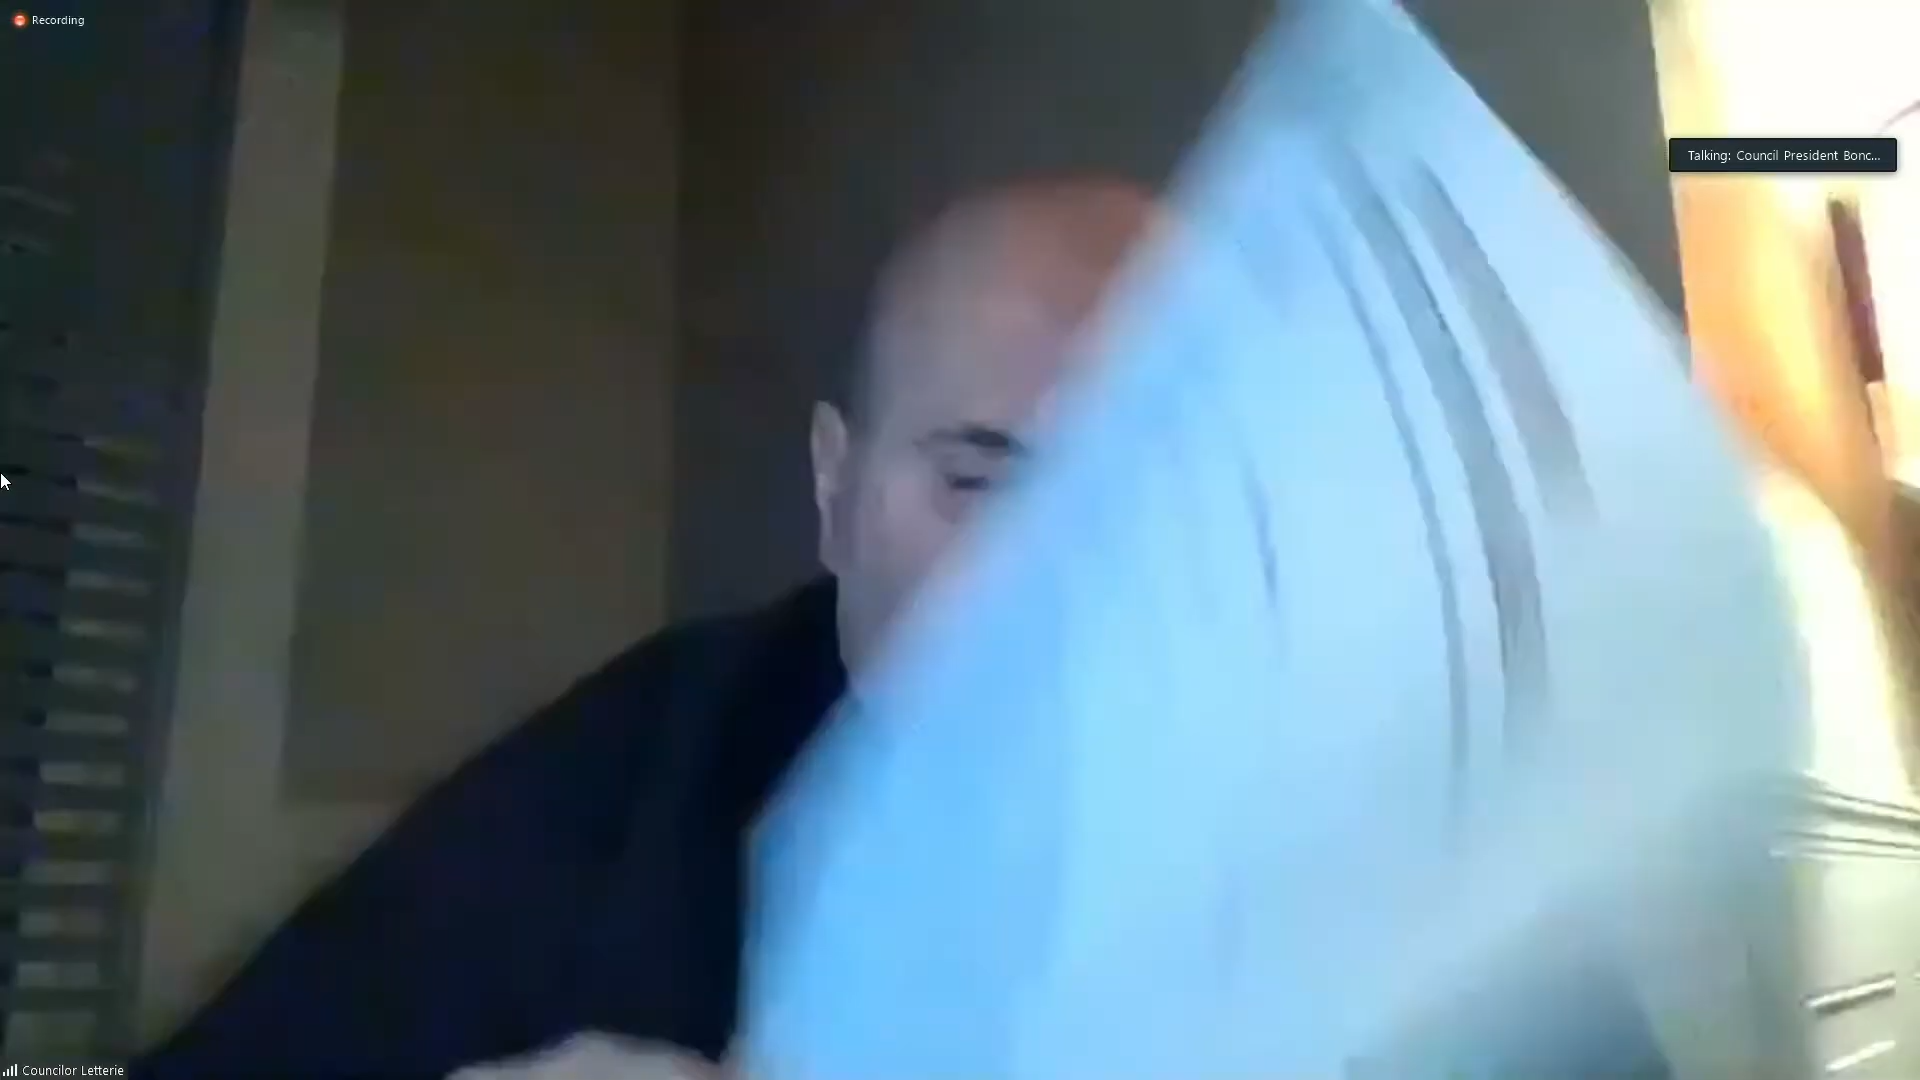 Recording
Talking: Council President Bonc...
Councilor Letterie